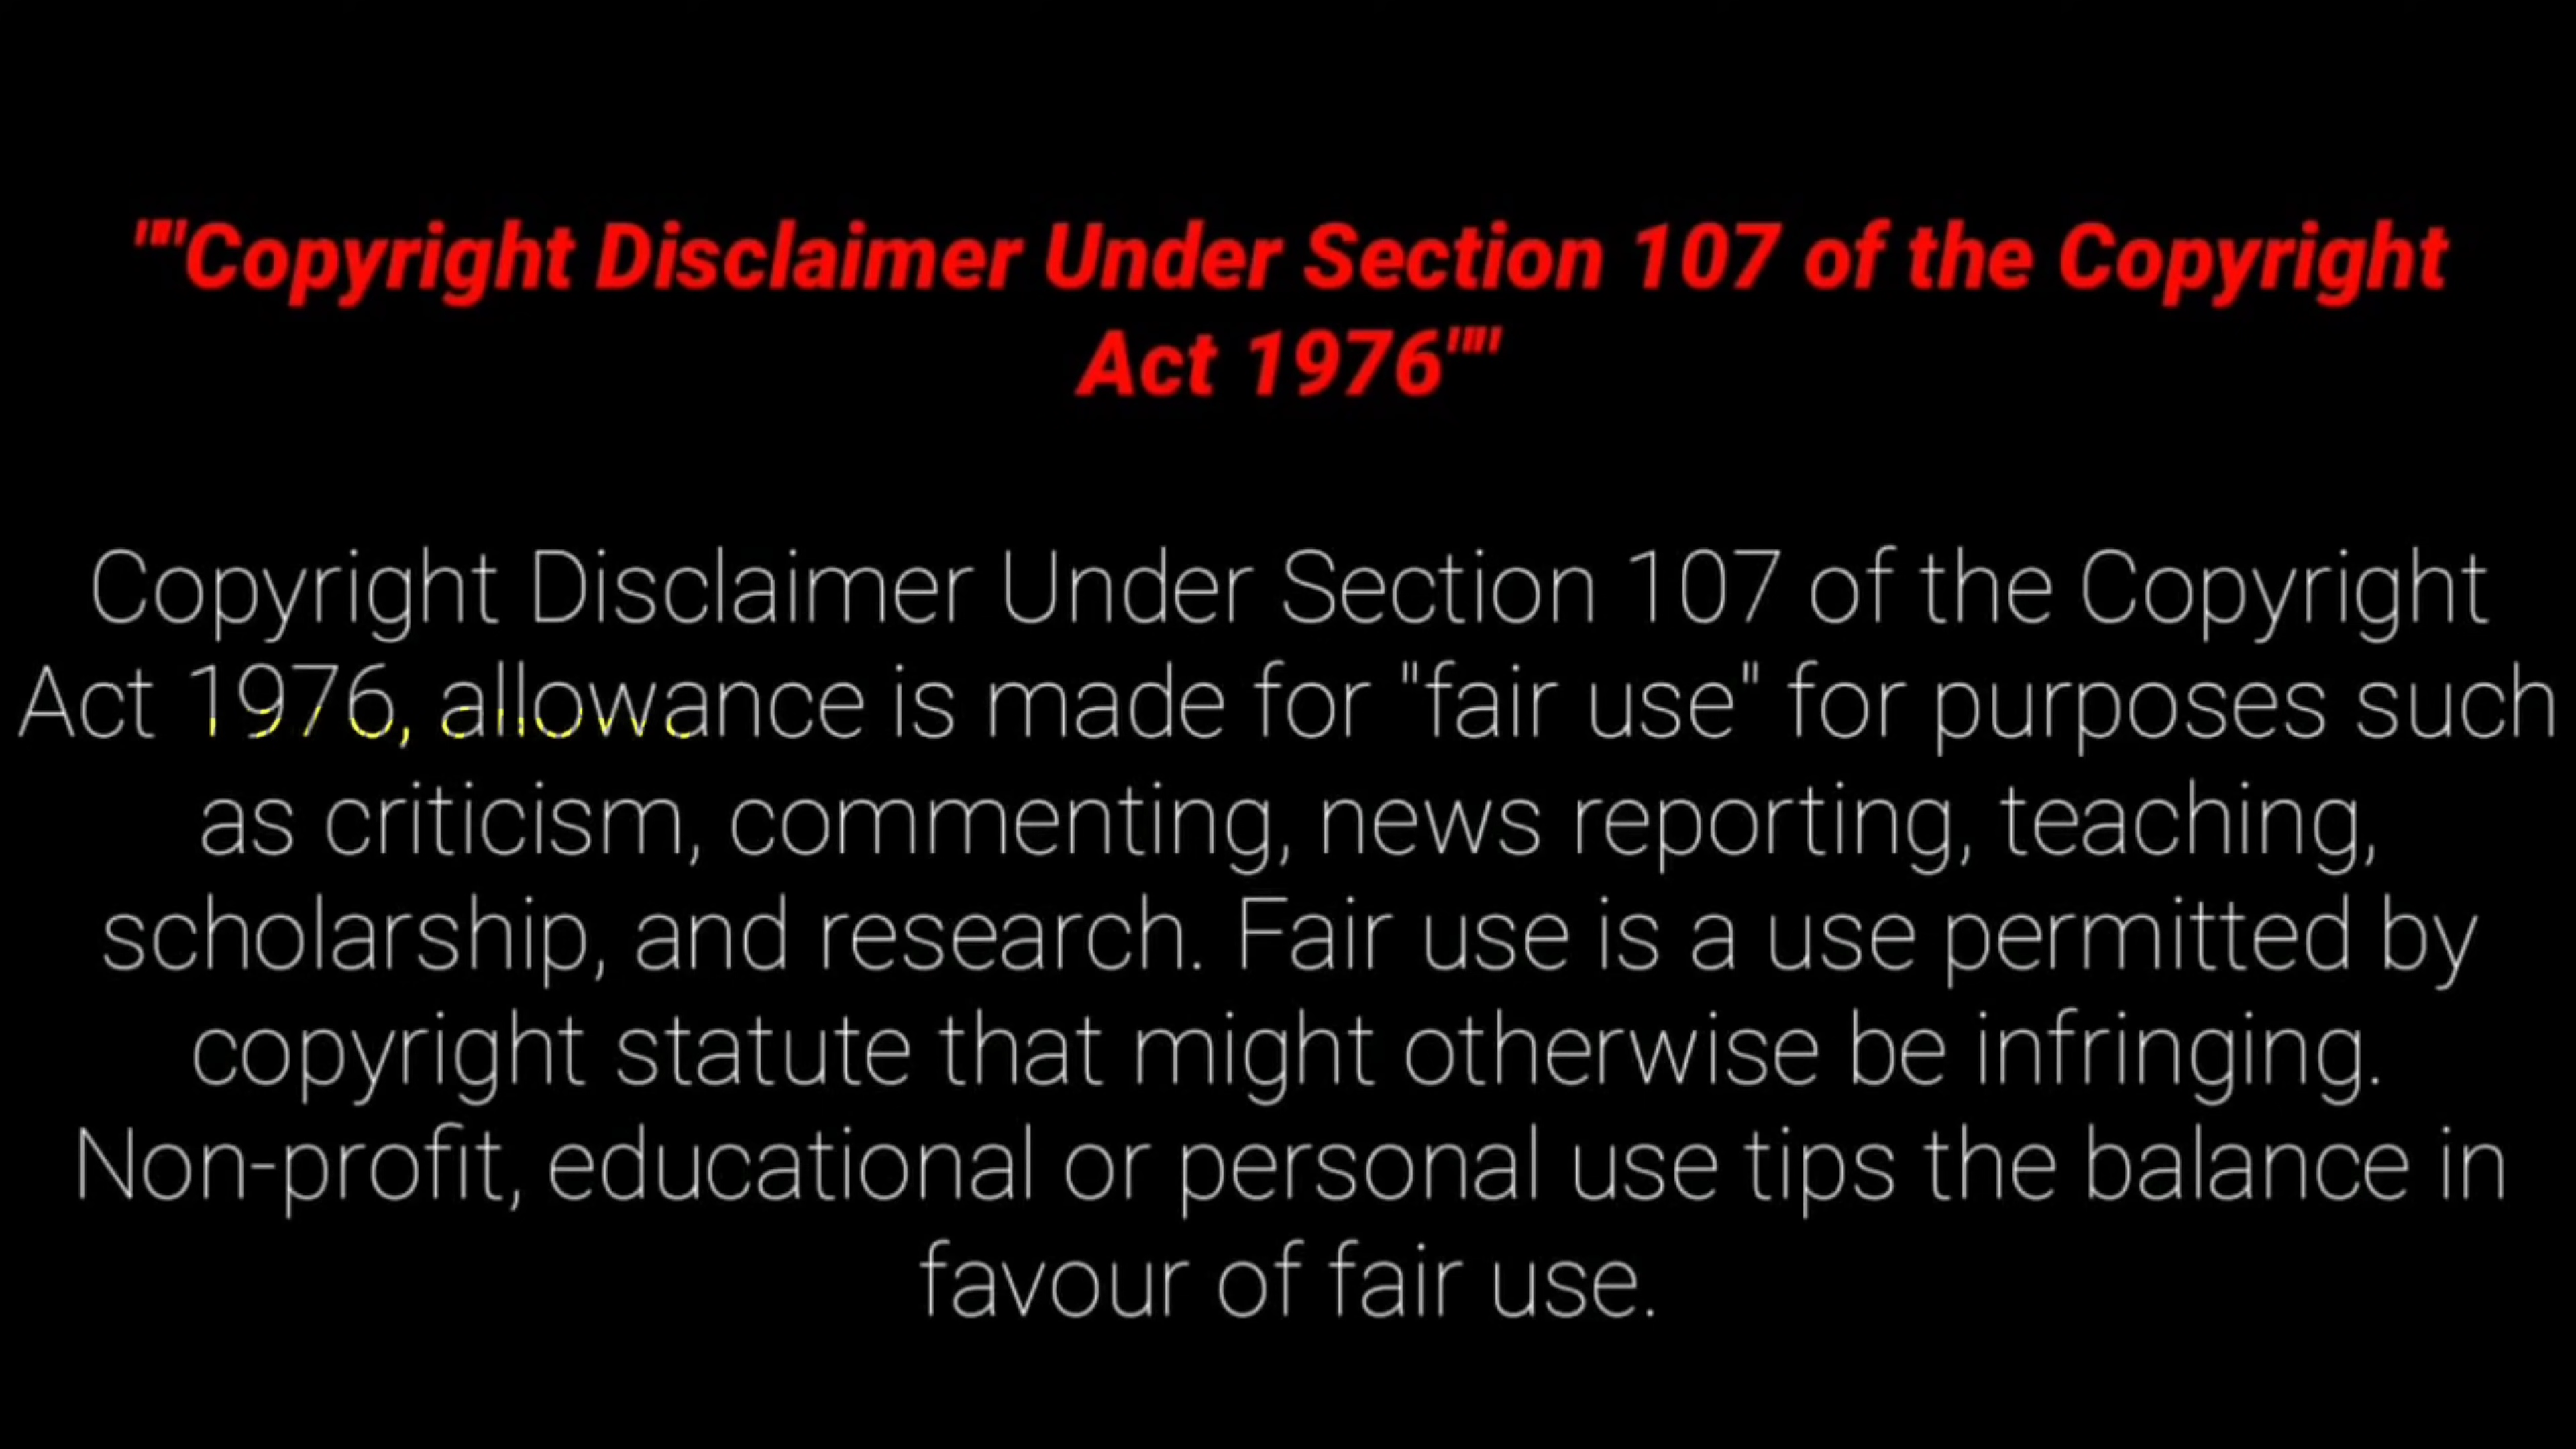 ""Copyright Disclaimer Under Section 107 of the Copyright
Act 1976""
Copyright Disclaimer Under Section 107 of the Copyright
Act 1976, allowance is made for "fair use" for purposes such
as criticism, commenting, news reporting, teaching,
scholarship, and research. Fair use is a use permitted by
copyright statute that might otherwise be infringing.
Non-profit, educational or personal use tips the balance in
favour of fair use.